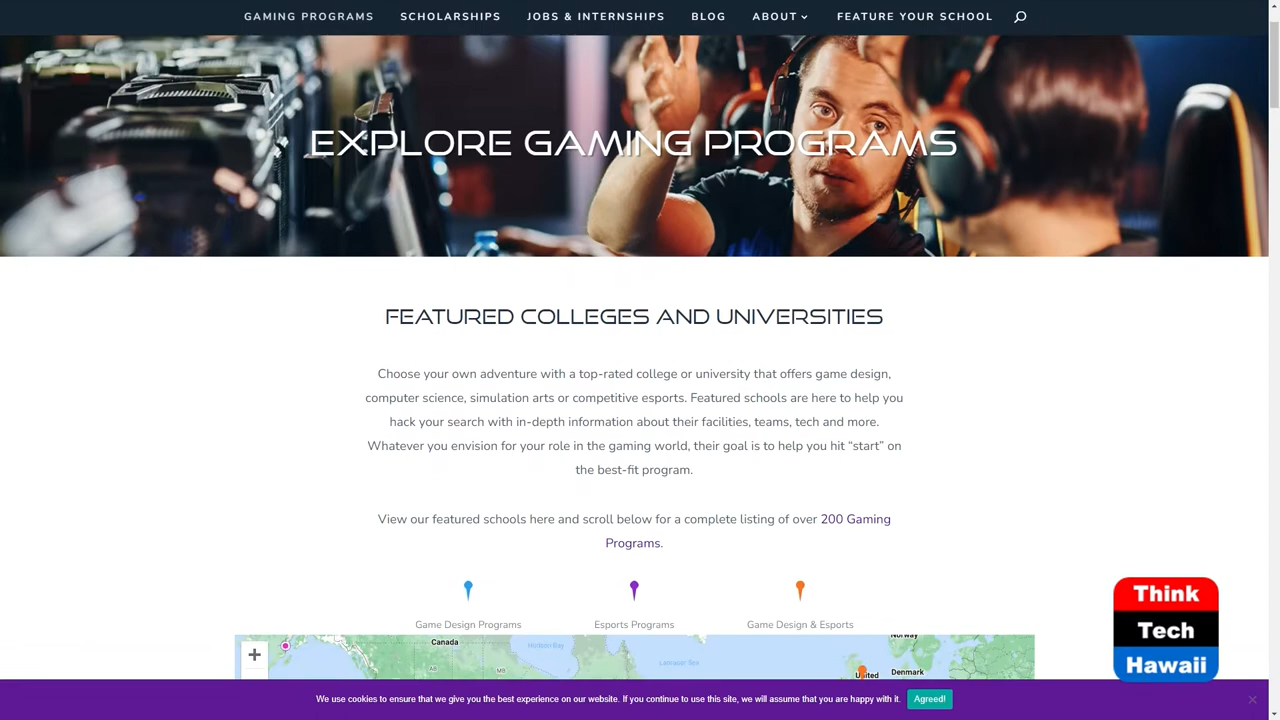 GAMING PROGRAMS SCHOLARSHIPS JOBS & INTERNSHIPS BLOG ABOUT FEATURE YOUR SCHOOL
EXPLORE GAMING PROGRAMS
FEATURED COLLEGES AND UNIVERSITIES
Choose your own adventure with a top-rated college or university that offers game design,
computer science, simulation arts or competitive esports. Featured schools are here to help you
hack your search with in-depth information about their facilities, teams, tech and more.
Whatever you envision for your role in the gaming world, their goal is to help you hit “start” on
the best-fit program.
View our featured schools here and scroll below for a complete listing of over 200 Gaming
Programs.
Game Design Programs Esports Programs Game Design & Esports
Canada
Hudson Bay
Labrador Sea
Norway
AB
MB
United
Denmark
Think
Tech
Hawaii
We use cookies to ensure that we give you the best experience on our website. If you continue to use this site, we will assume that you are happy with it. Agreed!